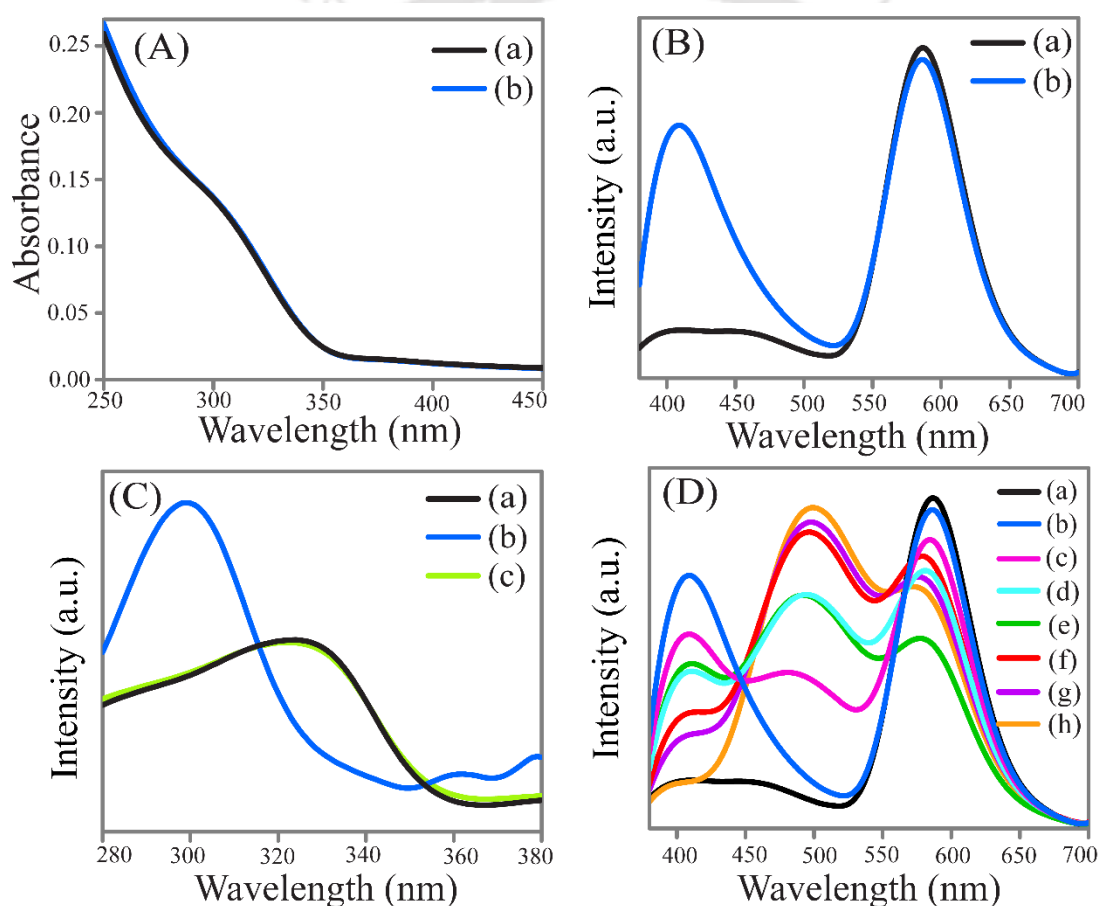 (A)
(a)
(b)
Absorbance
0.25
0.20
0.15
0.10
0.05
0.00
250 300 350 400 450
Wavelength (nm)
(B)
(a)
(b)
Intensity (a.u.)
400 450 500 550 600 650 700
Wavelength (nm)
(C)
(a)
(b)
(c)
Intensity (a.u.)
280 300 320 340 360 380
Wavelength (nm)
(D)
(a)
(b)
(c)
(d)
(e)
(f)
(g)
(h)
Intensity (a.u.)
400 450 500 550 600 650 700
Wavelength (nm)